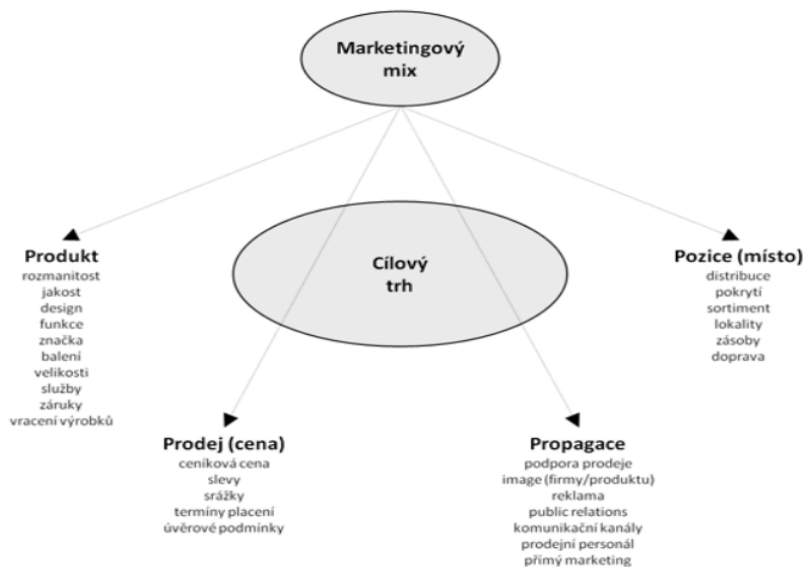 Marketingový
mix
Cílový
trh
Produkt
rozmanitost
jakost
design
funkce
značka
balení
velikosti
služby
záruky
vracení výrobků
Prodej (cena)
ceníková cena
slevy
srážky
termíny placení
úvěrové podmínky
Propagace
podpora prodeje
image (firmy/produktu)
reklama
public relations
komunikační kanály
prodejní personál
přímý marketing
Pozice (místo)
distribuce
pokrytí
sortiment
lokality
zásoby
doprava